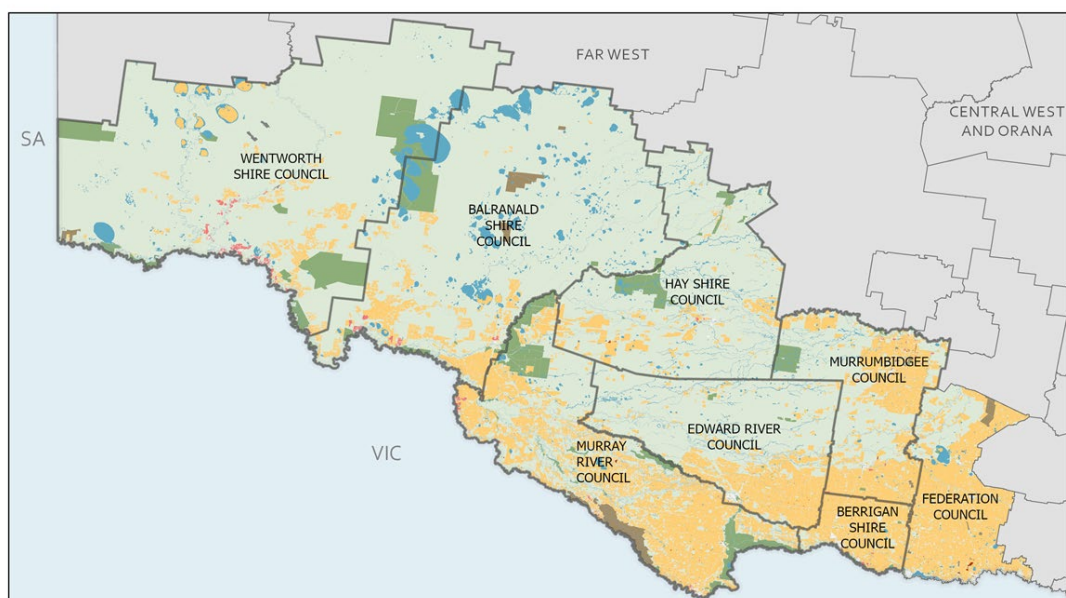 FAR WEST
CENTRAL WEST
AND ORANA
SA
WENTWORTH
SHIRE COUNCIL
BALRANALD
SHIRE
COUNCIL
HAY SHIRE
COUNCIL
MURRUMBIDGEE
COUNCIL
EDWARD RIVER
COUNCIL
VIC
MURRAY
RIVER
COUNCIL
FEDERATION
COUNCIL
BERRIGAN
SHIRE
COUNCIL